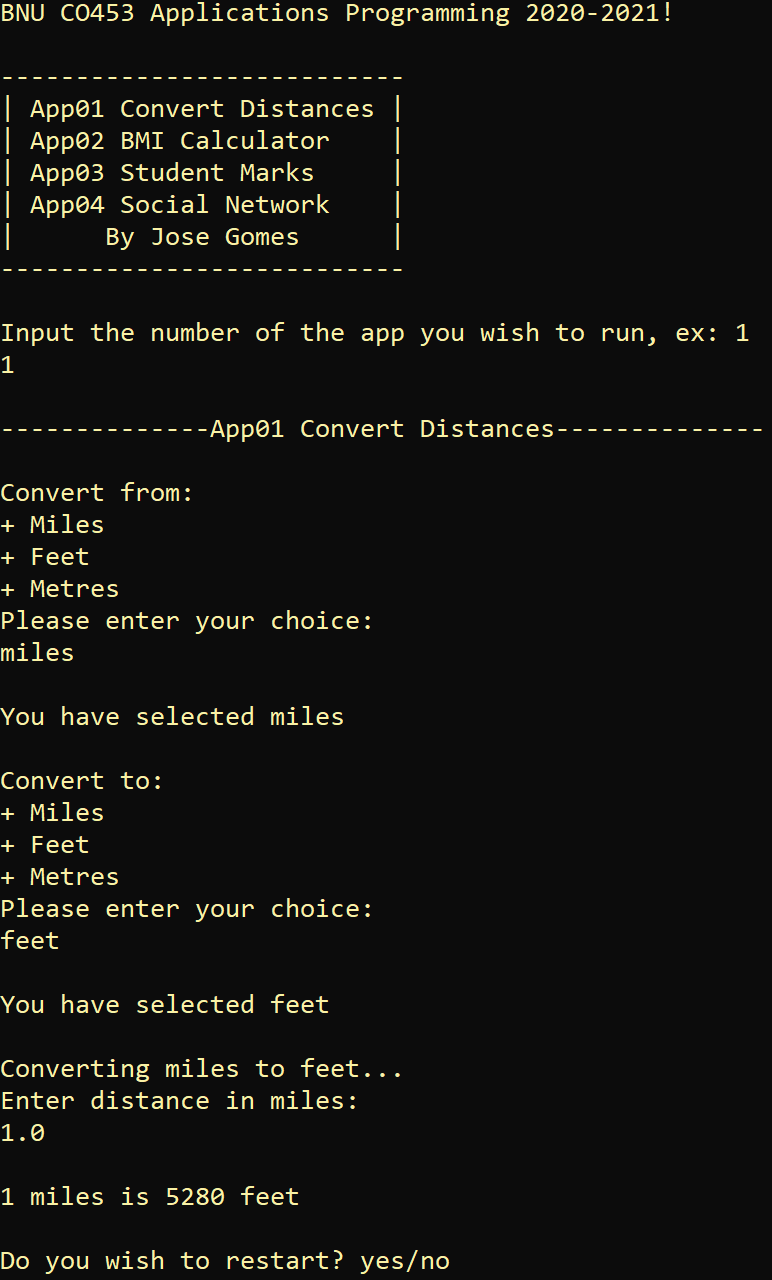 BNU CO453 Applications Programming 2020-2021!
---------------------------
| App01 Convert Distances |
| App02 BMI Calculator    |
| App03 Student Marks     |
| App04 Social Network    |
|      By Jose Gomes      |
---------------------------
Input the number of the app you wish to run, ex: 1
1
--------------App01 Convert Distances--------------
Convert from:
+ Miles
+ Feet
+ Metres
Please enter your choice:
miles
You have selected miles
Convert to:
+ Miles
+ Feet
+ Metres
Please enter your choice:
feet
You have selected feet
Converting miles to feet...
Enter distance in miles:
1.0
1 miles is 5280 feet
Do you wish to restart? yes/no